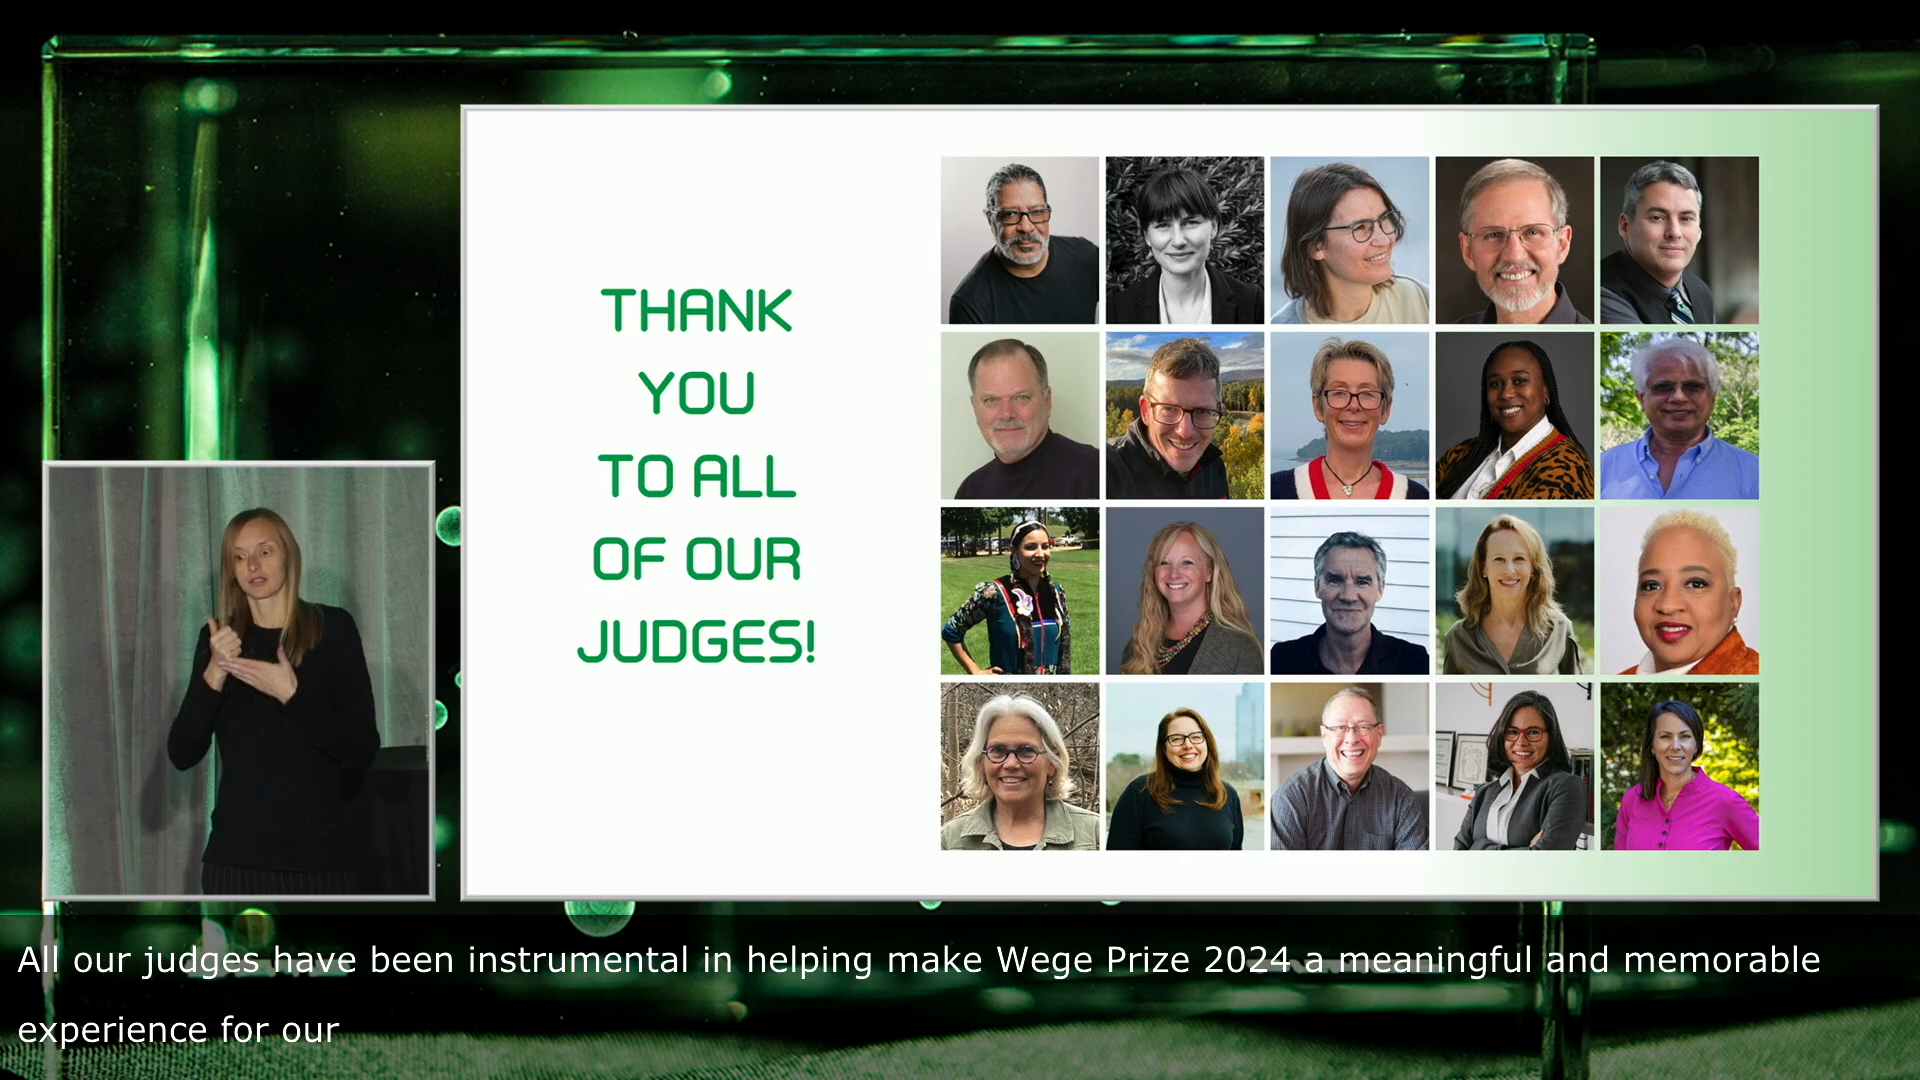 THANK
YOU
TO ALL
OF OUR
JUDGES!
All our judges have been instrumental in helping make Wege Prize 2024 a meaningful and memorable
experience for our